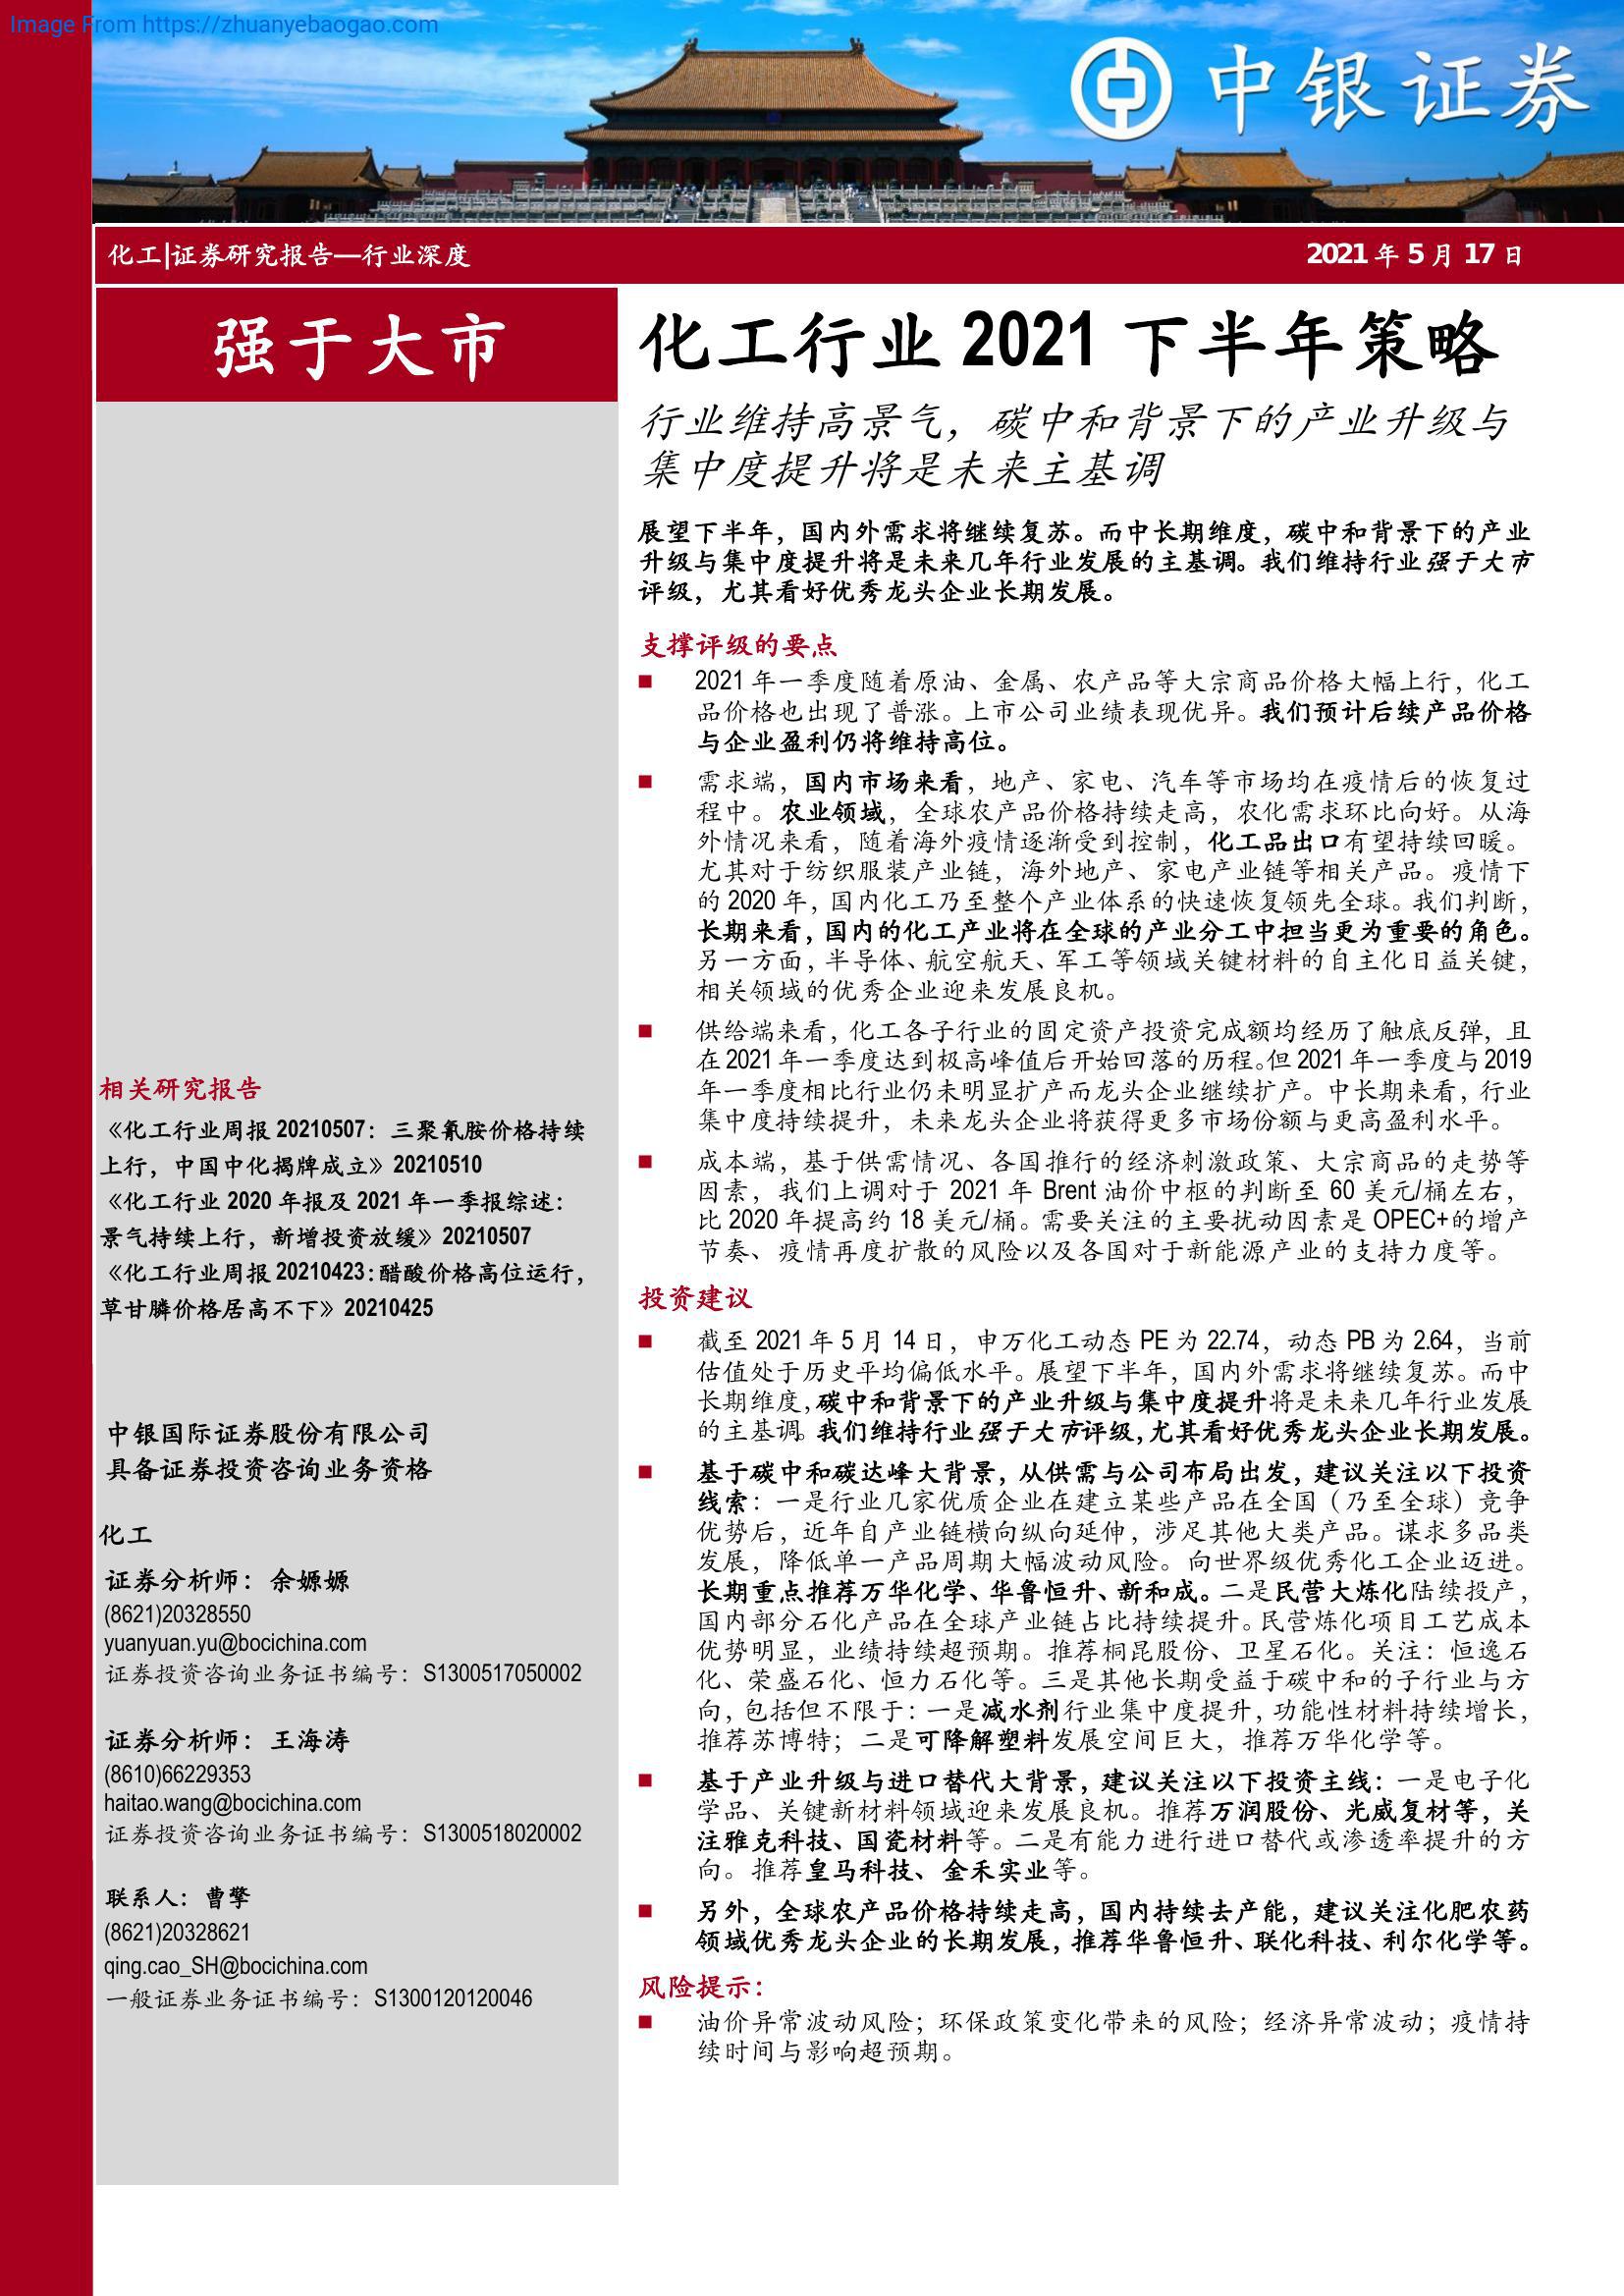 Image From https://zhuanyebaogao.com
中银证券
化工|证券研究报告—行业深度
2021 年 5 月 17 日
强于大市
相关研究报告
《化工行业周报 20210507：三聚氰胺价格持续
上行，中国中化揭牌成立》20210510
《化工行业 2020 年报及 2021 年一季报综述：
景气持续上行，新增投资放缓》20210507
《化工行业周报 20210423：醋酸价格高位运行，
草甘膦价格居高不下》20210425
中银国际证券股份有限公司
具备证券投资咨询业务资格
化工
证券分析师：余嫄嫄
(8621)20328550
yuanyuan.yu@bocichina.com
证券投资咨询业务证书编号：S1300517050002
证券分析师：王海涛
(8610)66229353
haitao.wang@bocichina.com
证券投资咨询业务证书编号：S1300518020002
联系人：曹擎
(8621)20328621
qing.cao_SH@bocichina.com
一般证券业务证书编号：S1300120120046
化工行业 2021 下半年策略
行业维持高景气，碳中和背景下的产业升级与
集中度提升将是未来主基调
展望下半年，国内外需求将继续复苏。而中长期维度，碳中和背景下的产业
升级与集中度提升将是未来几年行业发展的主基调。我们维持行业强于大市
评级，尤其看好优秀龙头企业长期发展。
支撑评级的要点
■ 2021 年一季度随着原油、金属、农产品等大宗商品价格大幅上行，化工
品价格也出现了普涨。上市公司业绩表现优异。我们预计后续产品价格
与企业盈利仍将维持高位。
■ 需求端，国内市场来看，地产、家电、汽车等市场均在疫情后的恢复过
程中。农业领域，全球农产品价格持续走高，农化需求环比向好。从海
外情况来看，随着海外疫情逐渐受到控制，化工品出口有望持续回暖。
尤其对于纺织服装产业链，海外地产、家电产业链等相关产品。疫情下
的 2020 年，国内化工乃至整个产业体系的快速恢复领先全球。我们判断，
长期来看，国内的化工产业将在全球的产业分工中担当更为重要的角色。
另一方面，半导体、航空航天、军工等领域关键材料的自主化日益关键，
相关领域的优秀企业迎来发展良机。
■ 供给端来看，化工各子行业的固定资产投资完成额均经历了触底反弹，且
在 2021 年一季度达到极高峰值后开始回落的历程。但 2021 年一季度与 2019
年一季度相比行业仍未明显扩产而龙头企业继续扩产。中长期来看，行业
集中度持续提升，未来龙头企业将获得更多市场份额与更高盈利水平。
■ 成本端，基于供需情况、各国推行的经济刺激政策、大宗商品的走势等
因素，我们上调对于 2021 年 Brent 油价中枢的判断至 60 美元/桶左右，
比 2020 年提高约 18 美元/桶。需要关注的主要扰动因素是 OPEC+的增产
节奏、疫情再度扩散的风险以及各国对于新能源产业的支持力度等。
投资建议
■ 截至 2021 年 5 月 14 日，申万化工动态 PE 为 22.74，动态 PB 为 2.64，当前
估值处于历史平均偏低水平。展望下半年，国内外需求将继续复苏。而中
长期维度，碳中和背景下的产业升级与集中度提升将是未来几年行业发展
的主基调。我们维持行业强于大市评级，尤其看好优秀龙头企业长期发展。
■ 基于碳中和碳达峰大背景，从供需与公司布局出发，建议关注以下投资
线索：一是行业几家优质企业在建立某些产品在全国（乃至全球）竞争
优势后，近年自产业链横向纵向延伸，涉足其他大类产品。谋求多品类
发展，降低单一产品周期大幅波动风险。向世界级优秀化工企业迈进。
长期重点推荐万华化学、华鲁恒升、新和成。二是民营大炼化陆续投产，
国内部分石化产品在全球产业链占比持续提升。民营炼化项目工艺成本
优势明显，业绩持续超预期。推荐桐昆股份、卫星石化。关注：恒逸石
化、荣盛石化、恒力石化等。三是其他长期受益于碳中和的子行业与方
向，包括但不限于：一是减水剂行业集中度提升，功能性材料持续增长，
推荐苏博特；二是可降解塑料发展空间巨大，推荐万华化学等。
■ 基于产业升级与进口替代大背景，建议关注以下投资主线：一是电子化
学品、关键新材料领域迎来发展良机。推荐万润股份、光威复材等，关
注雅克科技、国瓷材料等。二是有能力进行进口替代或渗透率提升的方
向。推荐皇马科技、金禾实业等。
■ 另外，全球农产品价格持续走高，国内持续去产能，建议关注化肥农药
领域优秀龙头企业的长期发展，推荐华鲁恒升、联化科技、利尔化学等。
风险提示：
■ 油价异常波动风险；环保政策变化带来的风险；经济异常波动；疫情持
续时间与影响超预期。